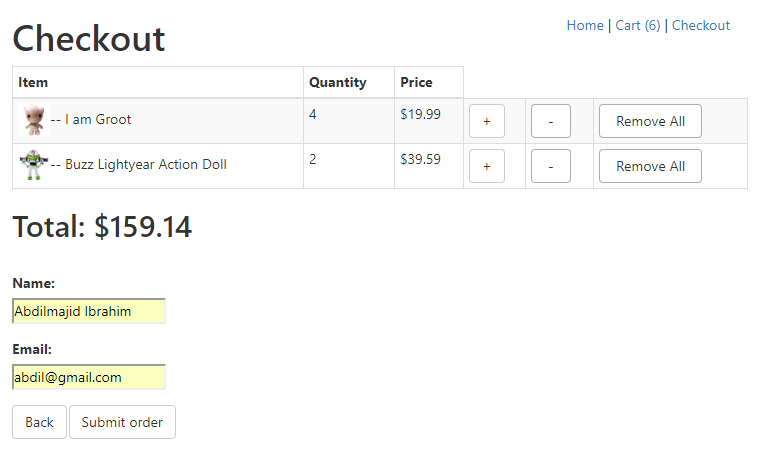 Checkout
Home | Cart (6) | Checkout
Item Quantity Price
-- I am Groot 4 $19.99 + - Remove All
-- Buzz Lightyear Action Doll 2 $39.59 + - Remove All
Total: $159.14
Name:
Abdilmajid Ibrahim
Email:
abdil@gmail.com
Back Submit order